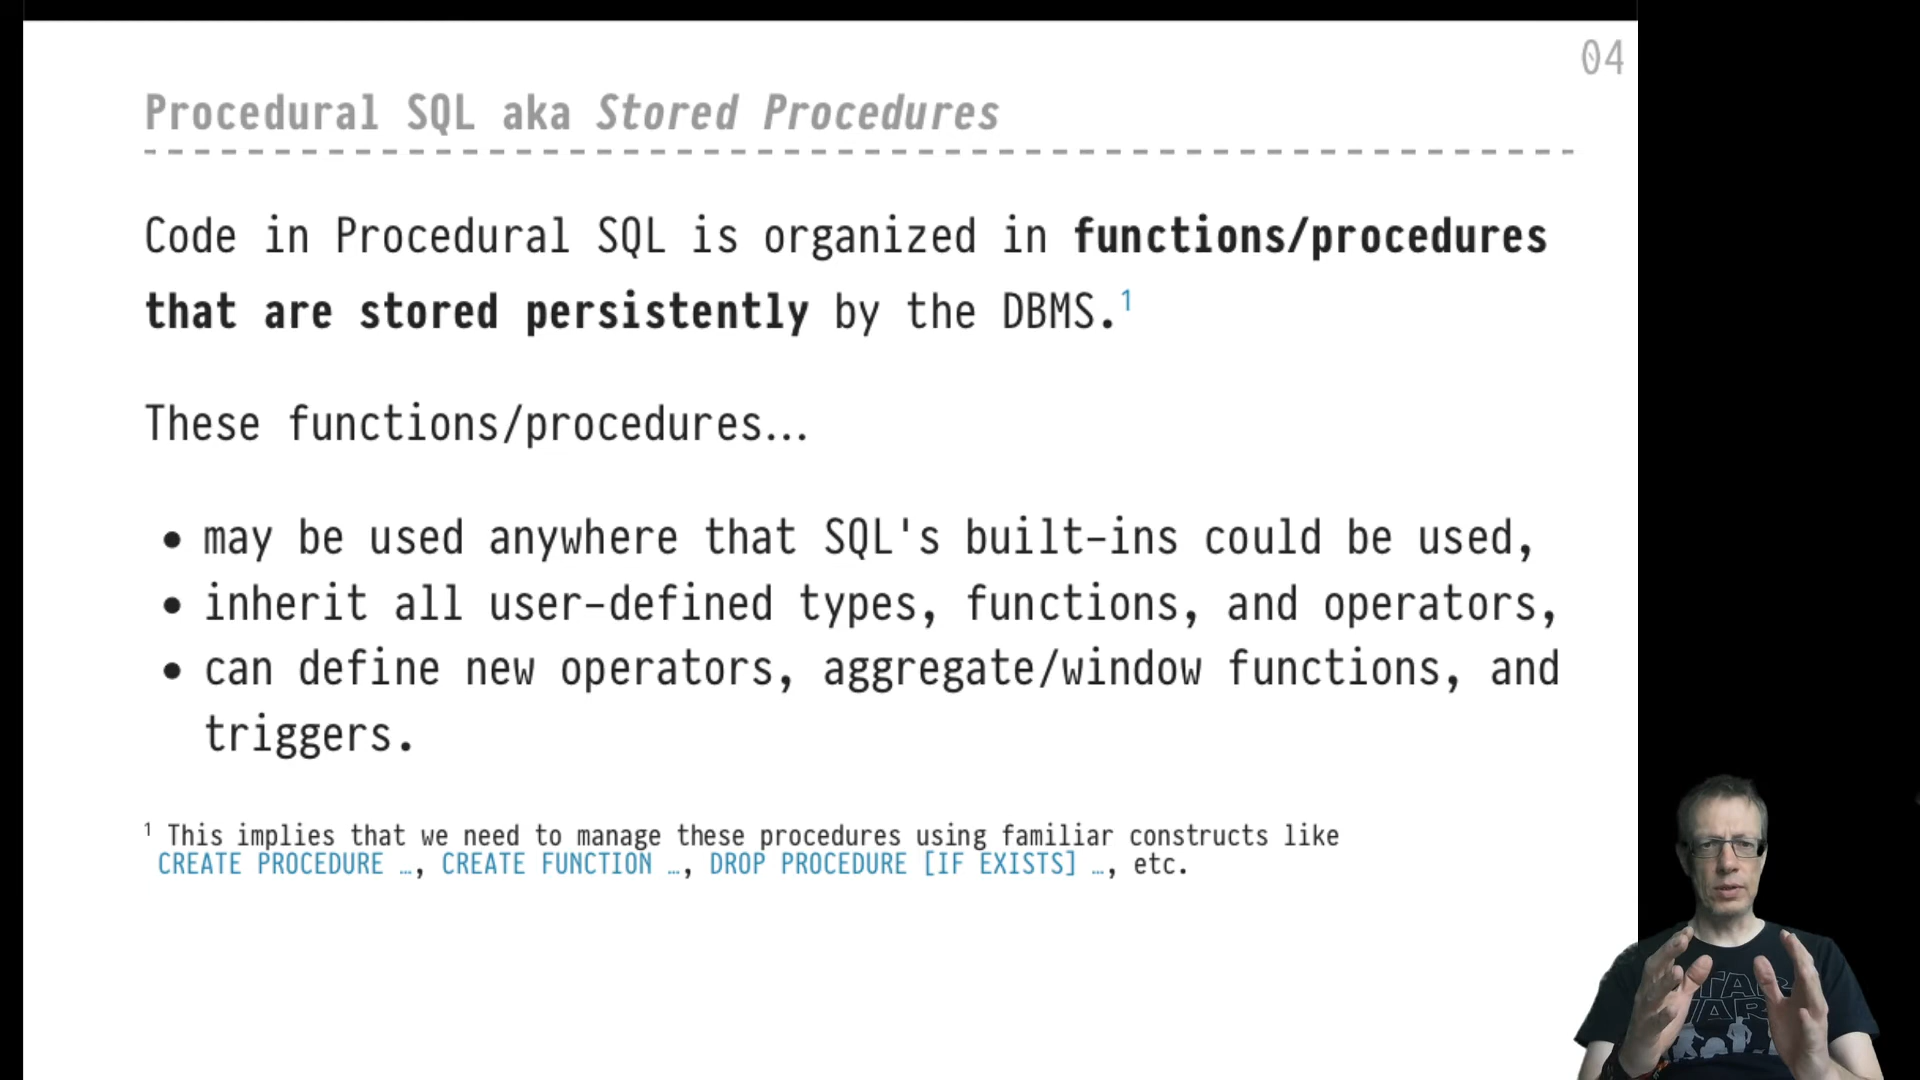 04
Procedural SQL aka Stored Procedures
Code in Procedural SQL is organized in functions/procedures
that are stored persistently by the DBMS.¹
These functions/procedures…
• may be used anywhere that SQL's built-ins could be used,
• inherit all user-defined types, functions, and operators,
• can define new operators, aggregate/window functions, and
triggers.
¹ This implies that we need to manage these procedures using familiar constructs like
CREATE PROCEDURE …, CREATE FUNCTION …, DROP PROCEDURE [IF EXISTS] …, etc.
STAR
WARS